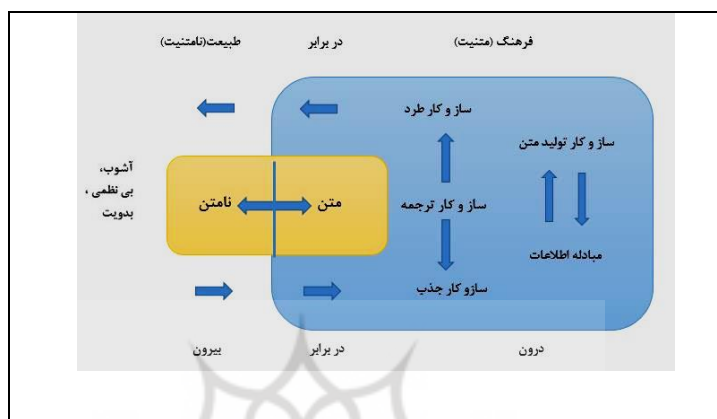 فرهنگ (متنیت) در برابر طبیعت(نامتنیت)
ساز و کار طرد
ساز و کار تولید متن
آشوب،
بی نظمی ،
بدویت
ساز و کار ترجمه متن نامتن
مبادله اطلاعات
سازو کار جذب
درون در برابر بیرون